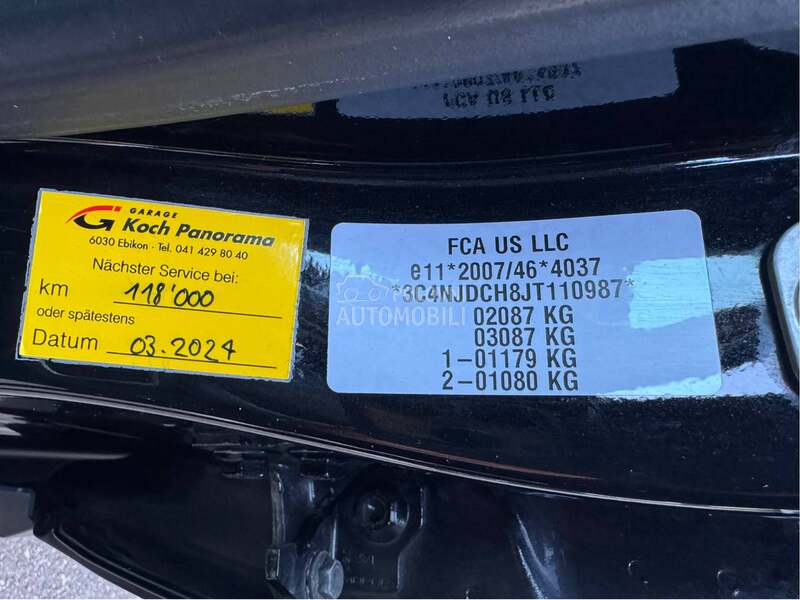 GARAGE
Koch Panorama
6030 Ebikon - Tel. 041 429 80 40
Nächster Service bei:
km 118'000
oder spätestens
Datum 03.2024
FCA US LLC
e11*2007/46*4037
*3C4NJDCH8JT110987*
02087 KG
03087 KG
1-01179 KG
2-01080 KG
AUTOMOBILI